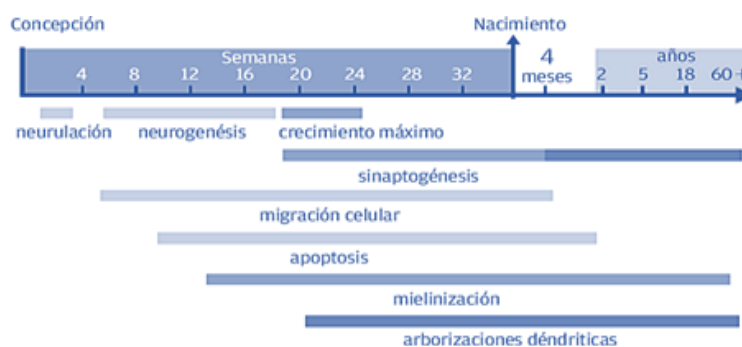 Concepción Nacimiento
Semanas 4 años
4 8 12 16 20 24 28 32 meses 2 5 18 60+
neurulación neurogenésis crecimiento máximo
sinaptogénesis
migración celular
apoptosis
mielinización
arborizaciones déndriticas